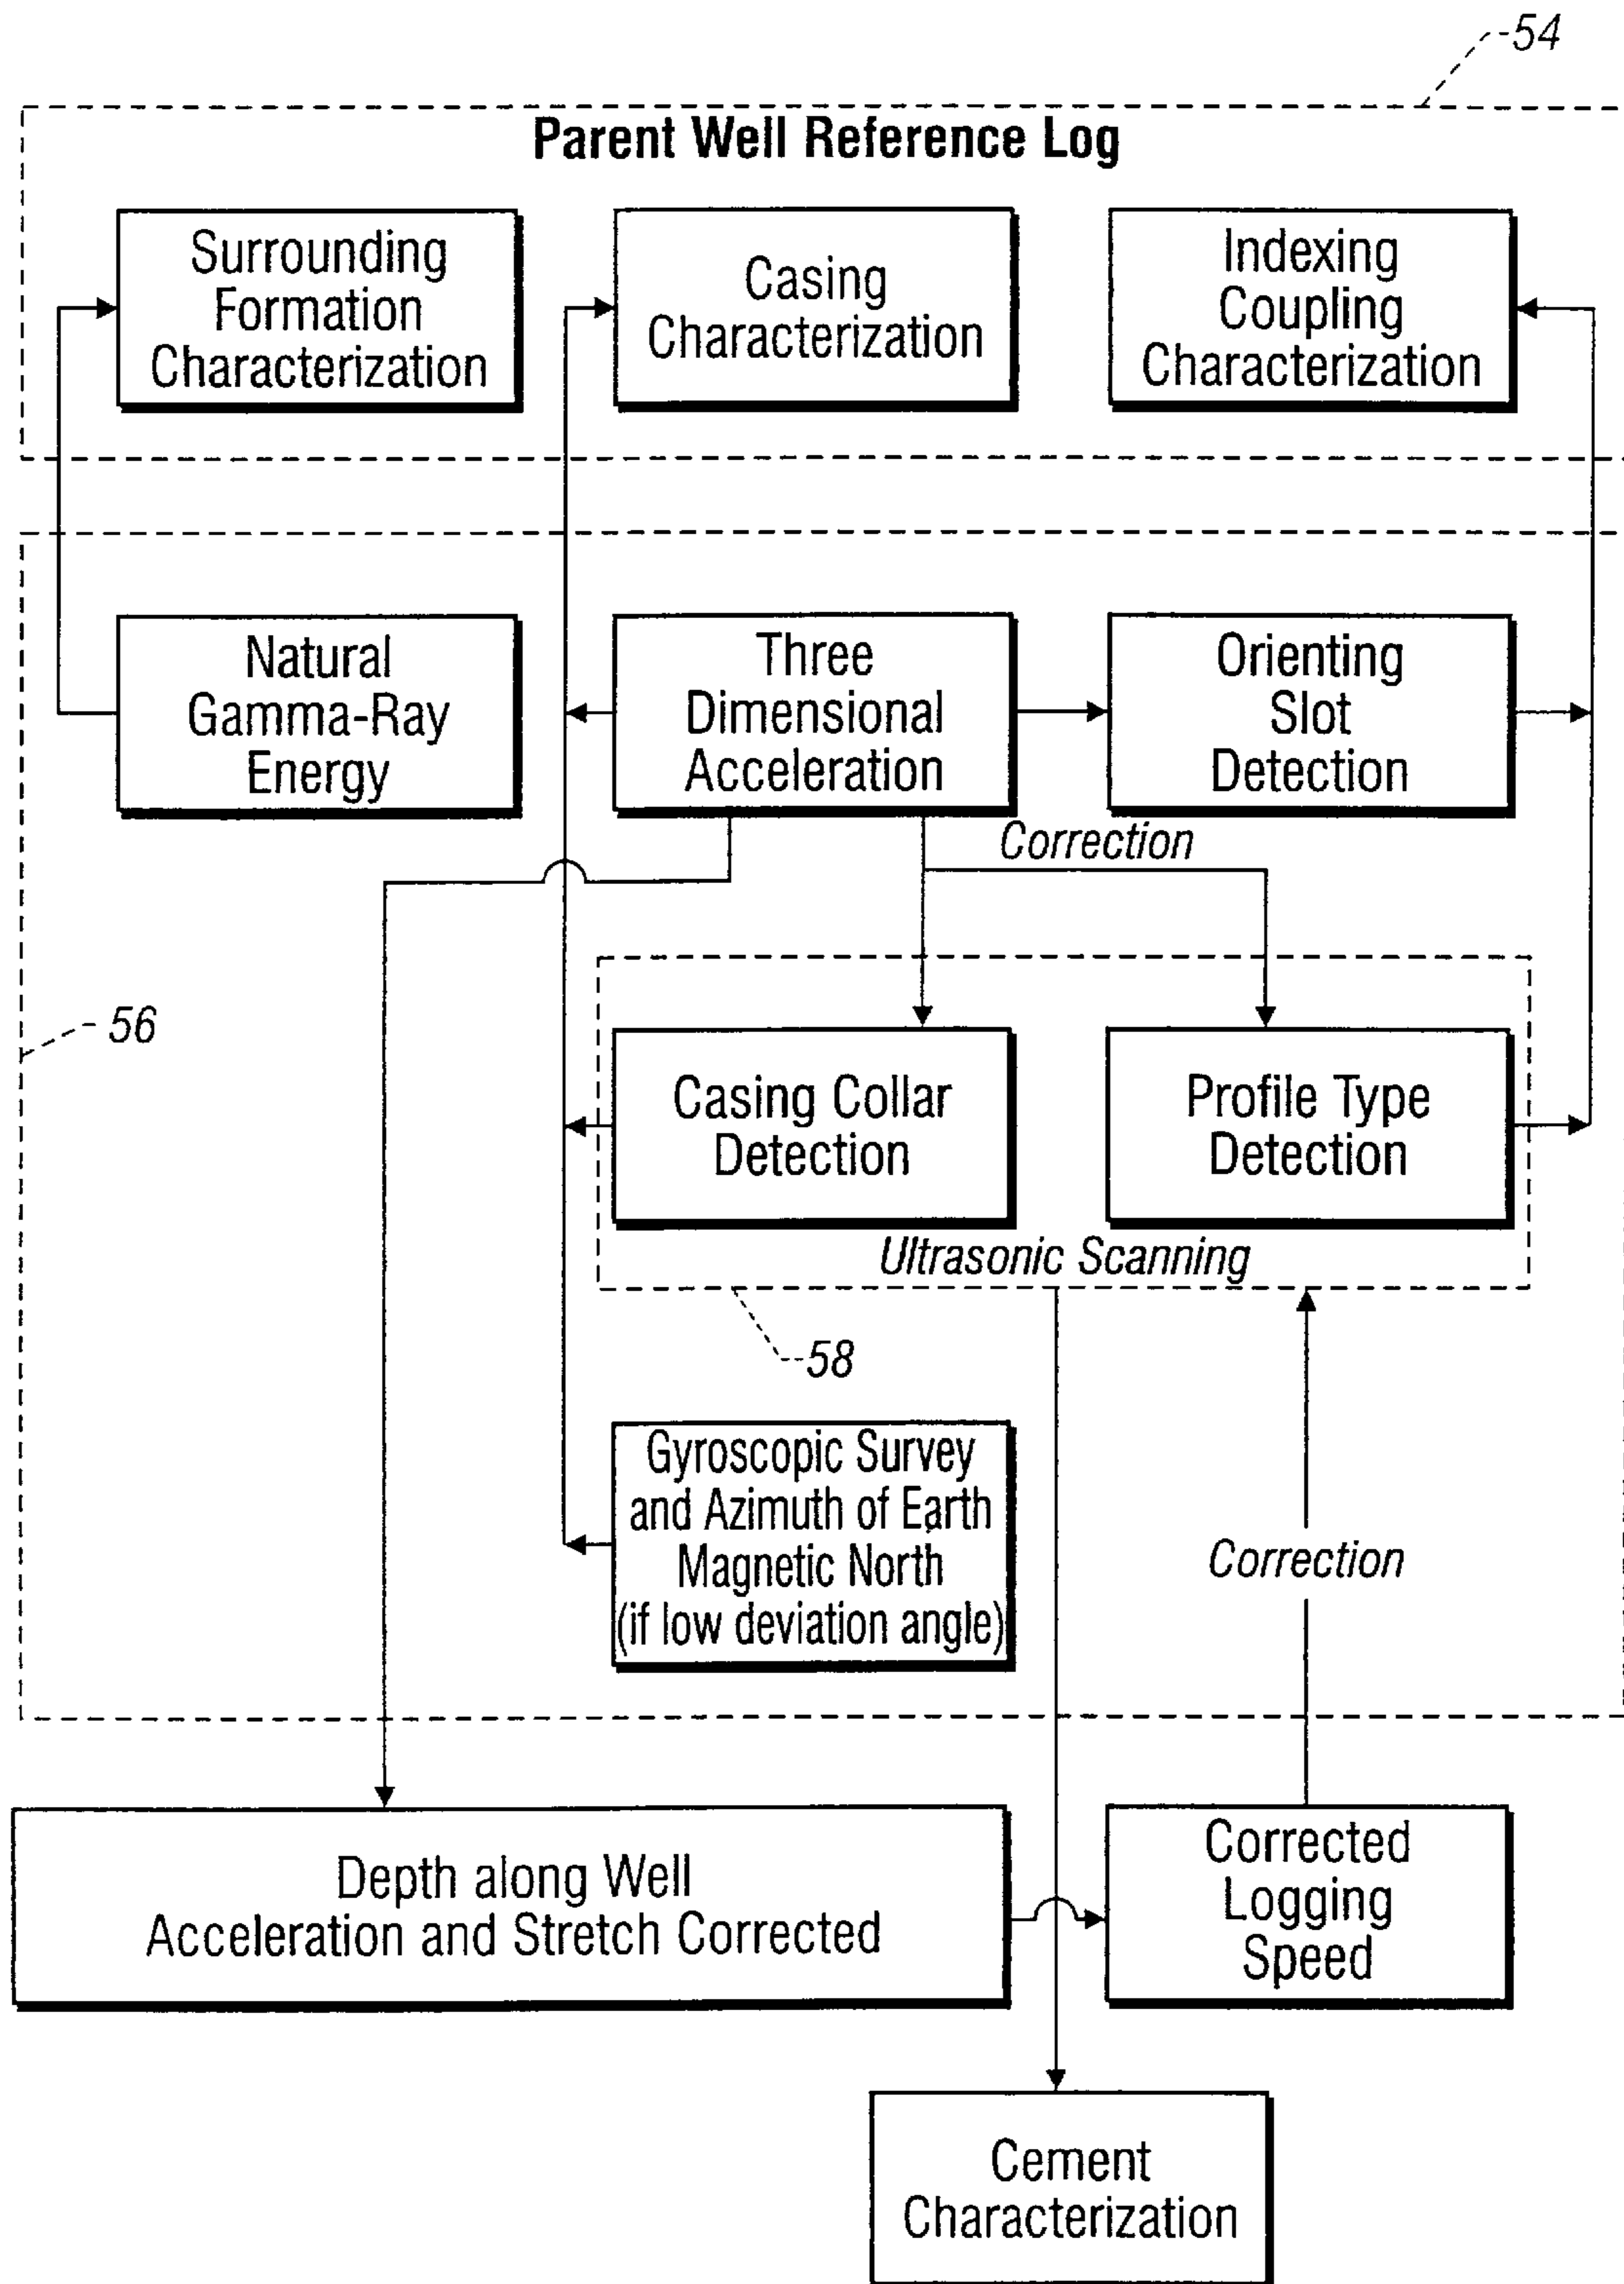 54
Parent Well Reference Log
Surrounding
Formation
Characterization
Casing
Characterization
Indexing
Coupling
Characterization
Natural
Gamma-Ray
Energy
Three
Dimensional
Acceleration
Orienting
Slot
Detection
Correction
56
Casing Collar
Detection
Profile Type
Detection
Ultrasonic Scanning
58
Gyroscopic Survey
and Azimuth of Earth
Magnetic North
(if low deviation angle)
Correction
Depth along Well
Acceleration and Stretch Corrected
Corrected
Logging
Speed
Cement
Characterization